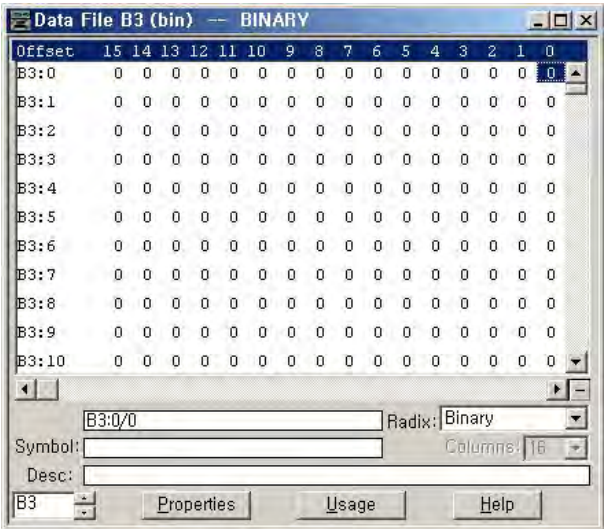 Data File B3 (bin) -- BINARY
Offset 15 14 13 12 11 10 9 8 7 6 5 4 3 2 1 0
B3:0 0 0 0 0 0 0 0 0 0 0 0 0 0 0 0 0
B3:1 0 0 0 0 0 0 0 0 0 0 0 0 0 0 0 0
B3:2 0 0 0 0 0 0 0 0 0 0 0 0 0 0 0 0
B3:3 0 0 0 0 0 0 0 0 0 0 0 0 0 0 0 0
B3:4 0 0 0 0 0 0 0 0 0 0 0 0 0 0 0 0
B3:5 0 0 0 0 0 0 0 0 0 0 0 0 0 0 0 0
B3:6 0 0 0 0 0 0 0 0 0 0 0 0 0 0 0 0
B3:7 0 0 0 0 0 0 0 0 0 0 0 0 0 0 0 0
B3:8 0 0 0 0 0 0 0 0 0 0 0 0 0 0 0 0
B3:9 0 0 0 0 0 0 0 0 0 0 0 0 0 0 0 0
B3:10 0 0 0 0 0 0 0 0 0 0 0 0 0 0 0 0
B3:0/0 Radix: Binary
Symbol: Columns: 16
Desc:
B3 Properties Usage Help